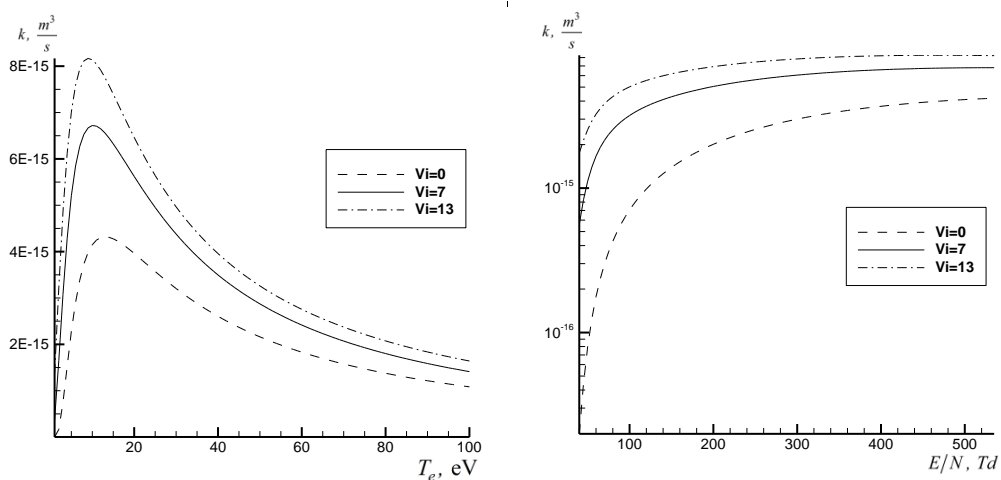 k, m³/s
8E-15
6E-15
4E-15
2E-15
20
40
60
80
100
T_e, eV
Vi=0
Vi=7
Vi=13
k, m³/s
10⁻¹⁵
10⁻¹⁶
100
200
300
400
500
E/N, Td
Vi=0
Vi=7
Vi=13